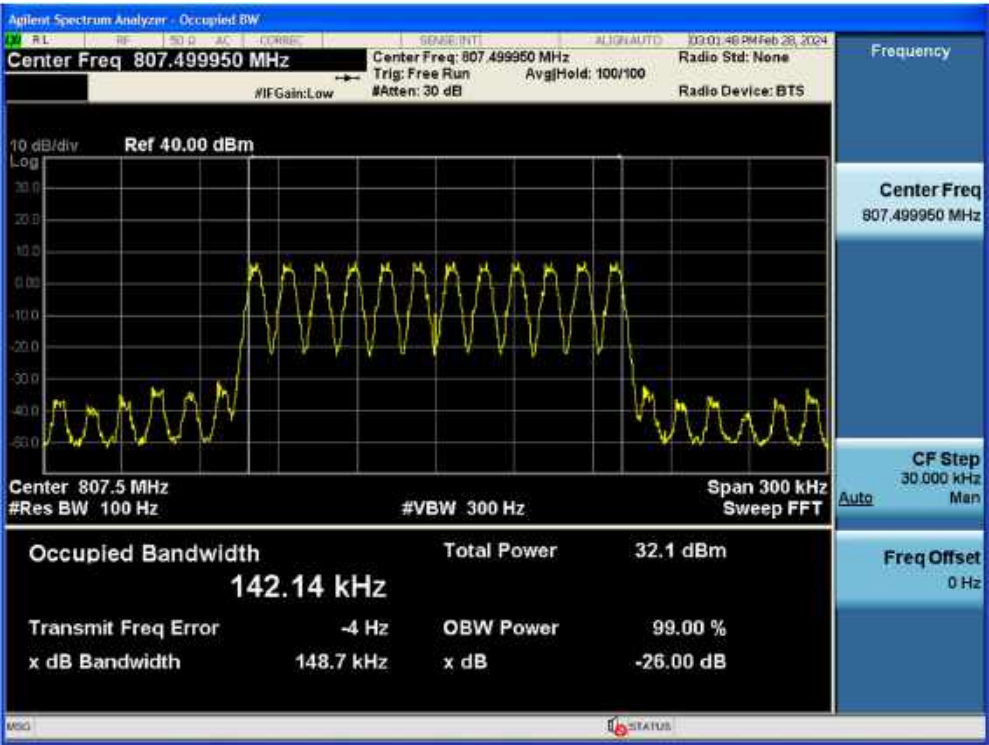 Agilent Spectrum Analyzer - Occupied BW
RL RF 50 Ω AC CORREC SENSE:INT ALIGNAUTO 03:01:46 PM Feb 28, 2024
Center Freq 807.499950 MHz
Center Freq: 807.499950 MHz Radio Std: None
Trig: Free Run Avg|Hold: 100/100
#IFGain:Low #Atten: 30 dB Radio Device: BTS
10 dB/div Ref 40.00 dBm
Log
30.0
20.0
10.0
0.00
-10.0
-20.0
-30.0
-40.0
-50.0
Center 807.5 MHz Span 300 kHz
#Res BW 100 Hz #VBW 300 Hz Sweep FFT
Occupied Bandwidth Total Power 32.1 dBm
142.14 kHz
Transmit Freq Error -4 Hz OBW Power 99.00 %
x dB Bandwidth 148.7 kHz x dB -26.00 dB
MSG STATUS
Frequency
Center Freq
807.499950 MHz
CF Step
30.000 kHz
Auto Man
Freq Offset
0 Hz